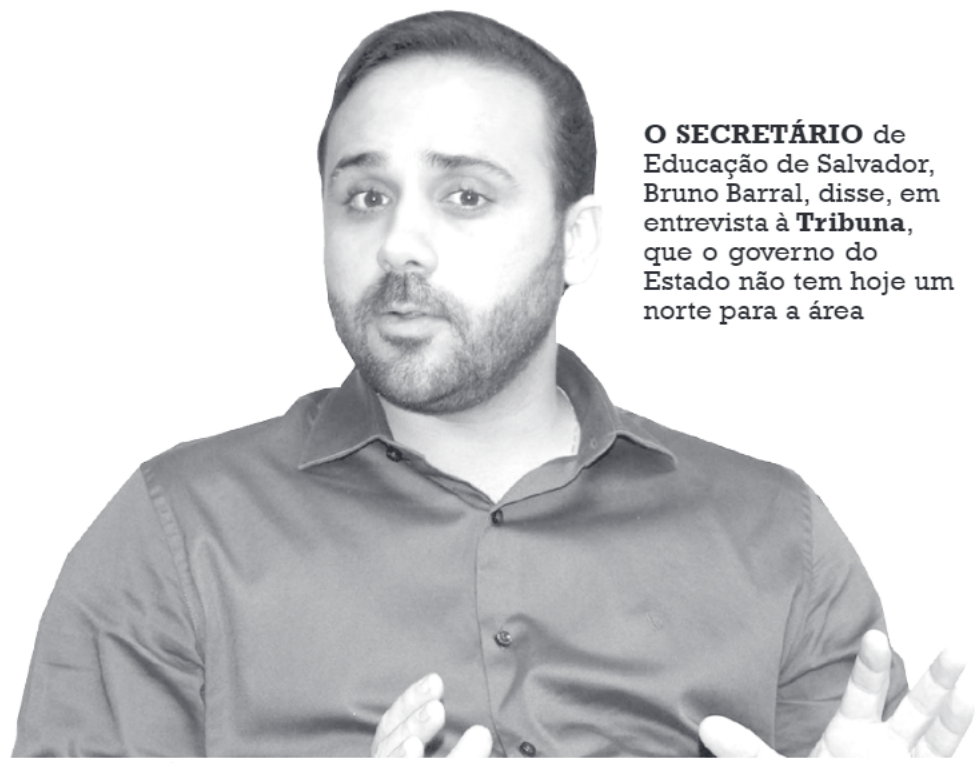 O SECRETÁRIO de
Educação de Salvador,
Bruno Barral, disse, em
entrevista à Tribuna,
que o governo do
Estado não tem hoje um
norte para a área